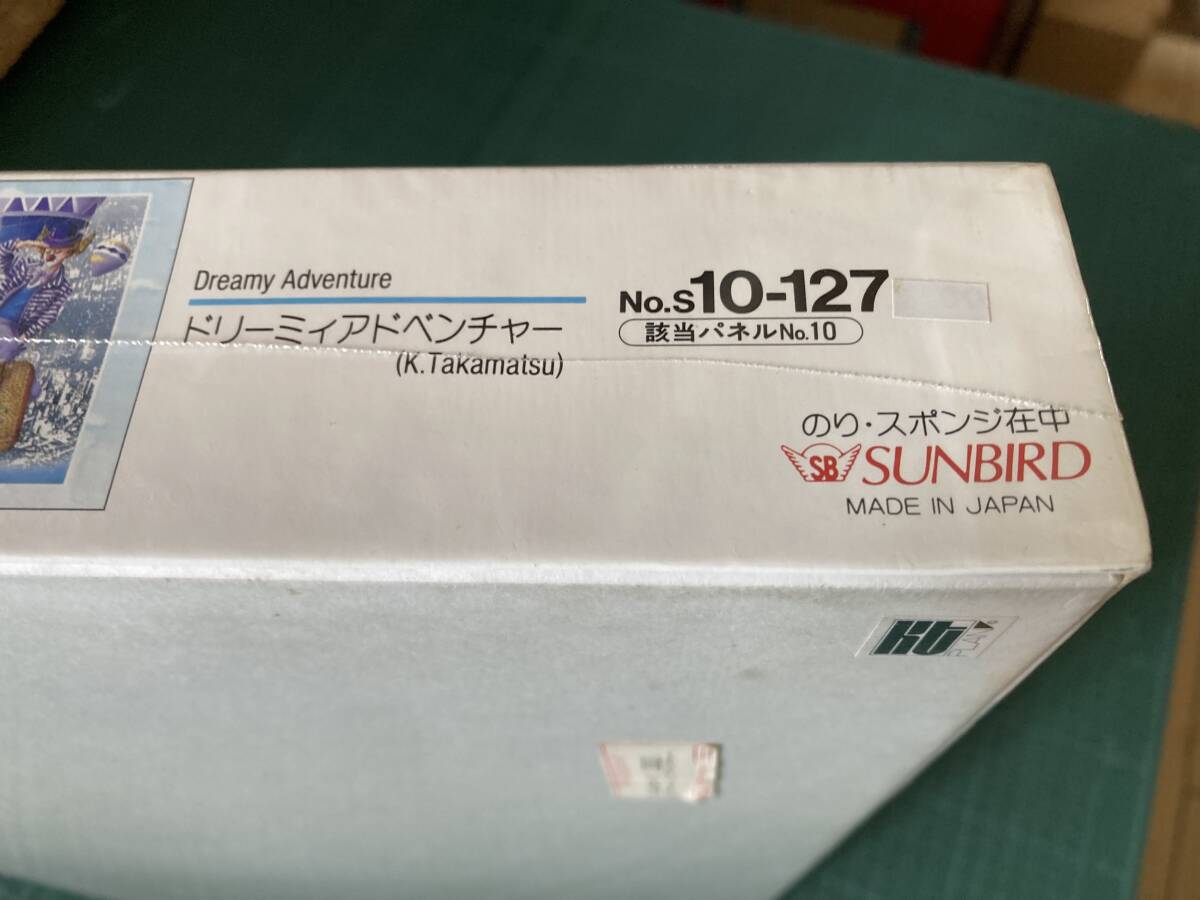 Dreamy Adventure
ドリーミィアドベンチャー
(K.Takamatsu)
No.S10-127
該当パネルNo.10
のり・スポンジ在中
SB SUNBIRD
MADE IN JAPAN
Kt PLAN